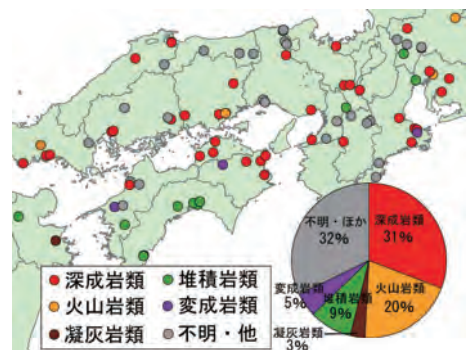 不明・ほか
32%
深成岩類
31%
変成岩類
5%
堆積岩類
9%
火山岩類
20%
凝灰岩類
3%
深成岩類
堆積岩類
火山岩類
変成岩類
凝灰岩類
不明・他